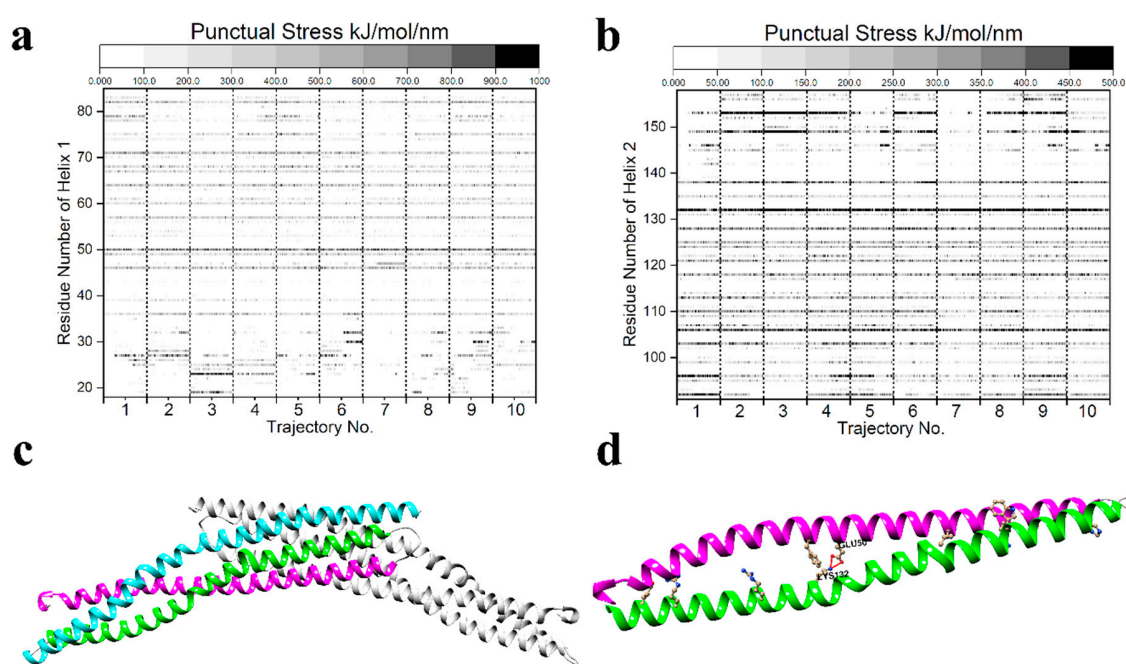 a
Punctual Stress kJ/mol/nm
0.000 100.0 200.0 300.0 400.0 500.0 600.0 700.0 900.0 1000
Residue Number of Helix 1
80
70
60
50
40
30
20
1 2 3 4 5 6 7 8 9 10
Trajectory No.
b
Punctual Stress kJ/mol/nm
0.000 50.00 100.0 150.0 200.0 250.0 300.0 350.0 400.0 450.0 500.0
Residue Number of Helix 2
150
140
130
120
110
100
1 2 3 4 5 6 7 8 9 10
Trajectory No.
c
d
GLU50
LYS132